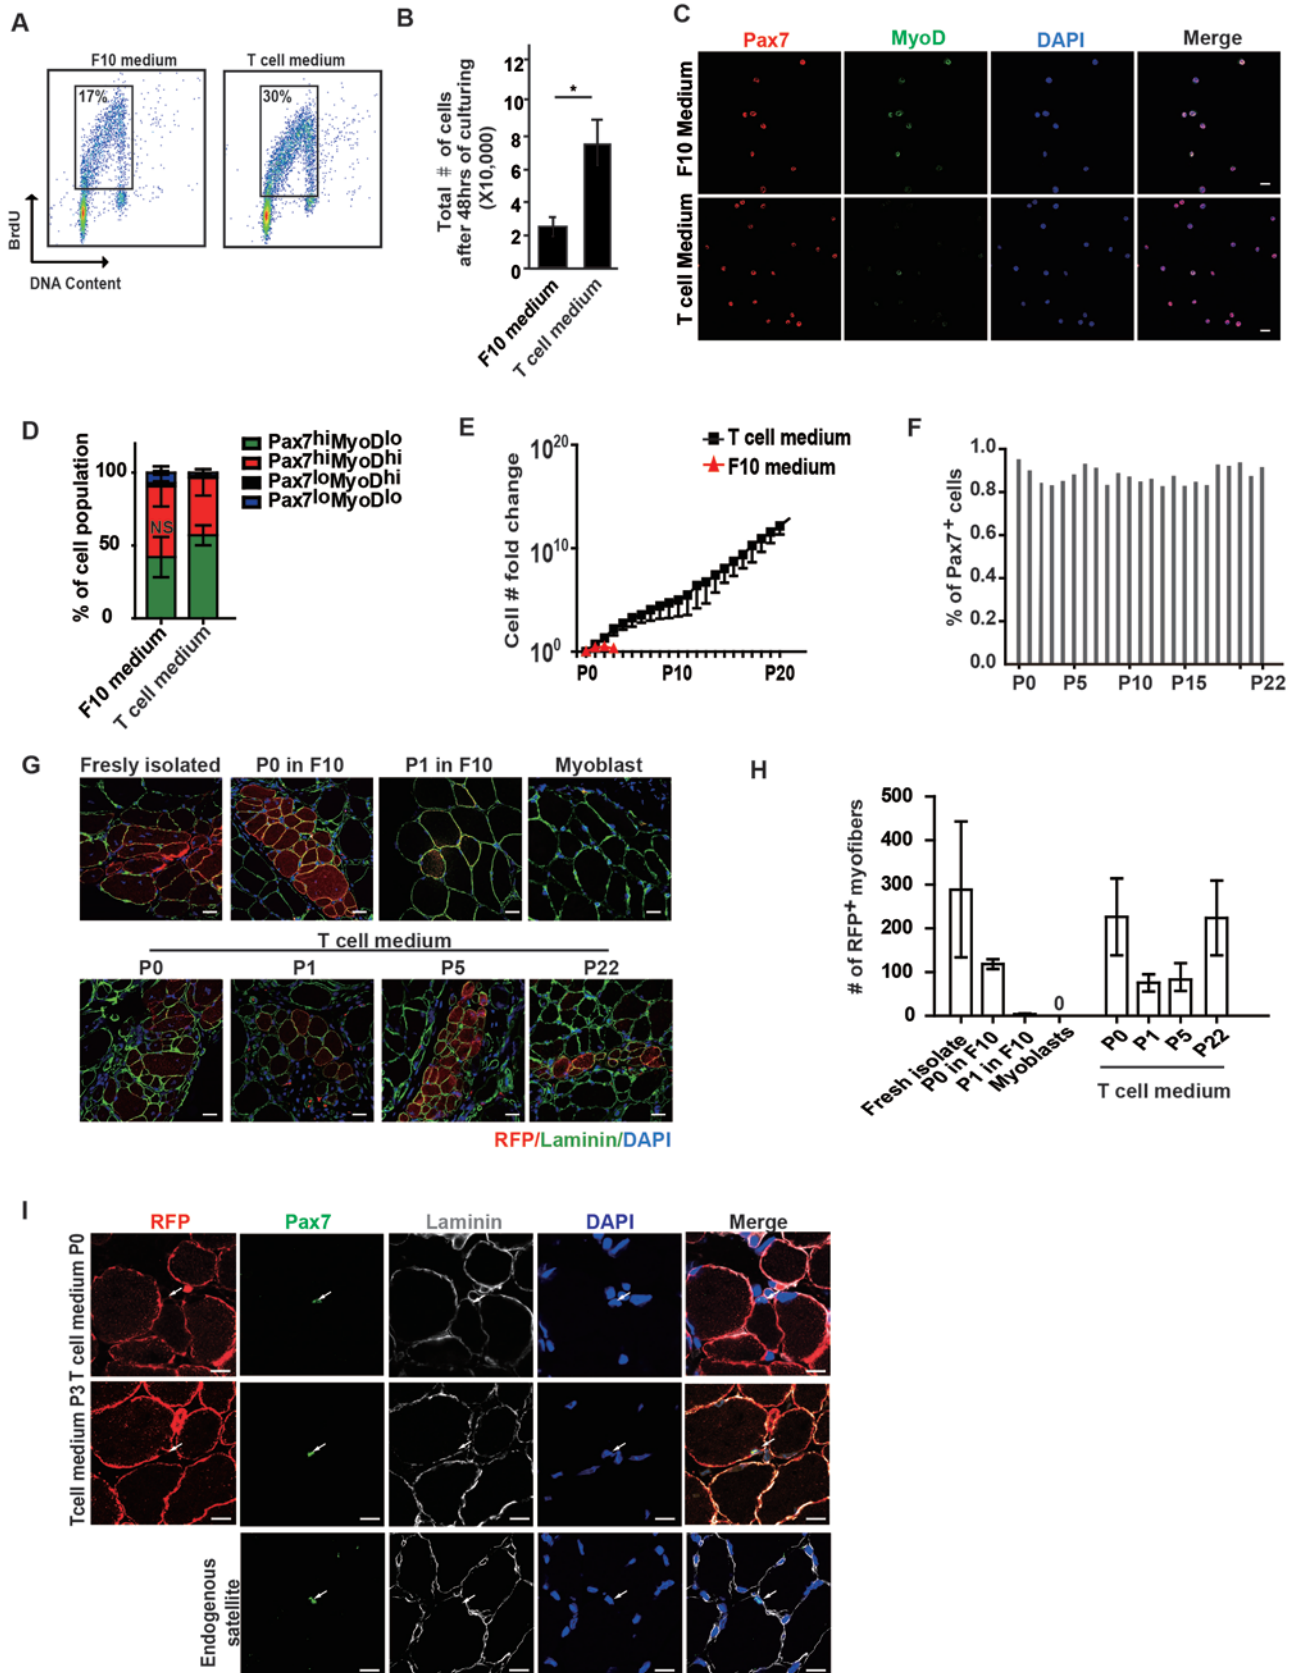 A
F10 medium
T cell medium
17%
30%
BrdU
DNA Content
B
Total # of cells
after 48hrs of culturing
(X10,000)
12
10
8
6
4
2
0
*
F10 medium
T cell medium
C
Pax7
MyoD
DAPI
Merge
F10 Medium
T cell Medium
D
% of cell population
100
50
0
NS
F10 medium
T cell medium
Pax7hiMyoDlo
Pax7hiMyoDhi
Pax7loMyoDhi
Pax7loMyoDlo
E
Cell # fold change
10^20
10^10
10^0
P0
P10
P20
T cell medium
F10 medium
F
% of Pax7+ cells
1.0
0.8
0.6
0.4
0.2
0.0
P0
P5
P10
P15
P22
G
Fresly isolated
P0 in F10
P1 in F10
Myoblast
T cell medium
P0
P1
P5
P22
RFP/Laminin/DAPI
H
# of RFP+ myofibers
500
400
300
200
100
0
0
Fresh isolate
P0 in F10
P1 in F10
Myoblasts
P0
P1
P5
P22
T cell medium
I
RFP
Pax7
Laminin
DAPI
Merge
T cell medium P0
Tcell medium P3
Endogenous
satellite